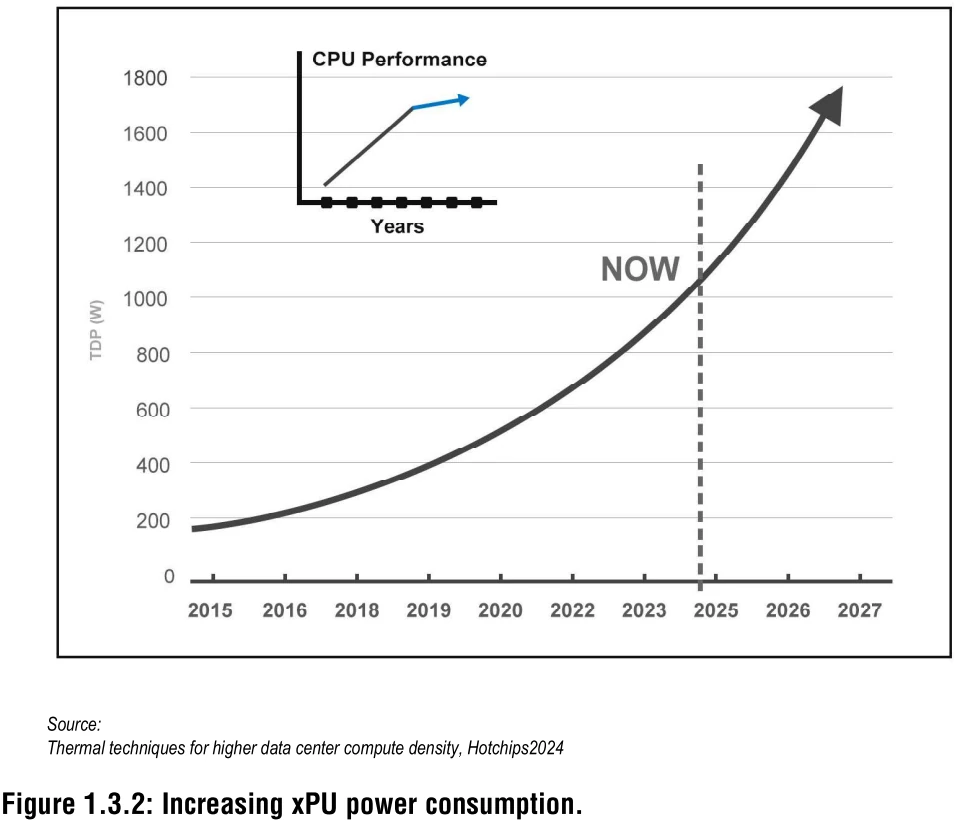 CPU Performance
Years
1800
1600
1400
1200
1000
800
600
400
200
0
TDP (W)
NOW
2015 2016 2018 2019 2020 2022 2023 2025 2026 2027
Source:
Thermal techniques for higher data center compute density, Hotchips2024
Figure 1.3.2: Increasing xPU power consumption.